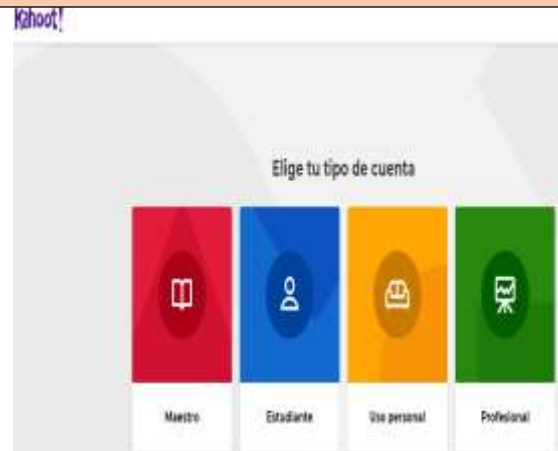 Kahoot!
Elige tu tipo de cuenta
Maestro Estudiante Uso personal Profesional